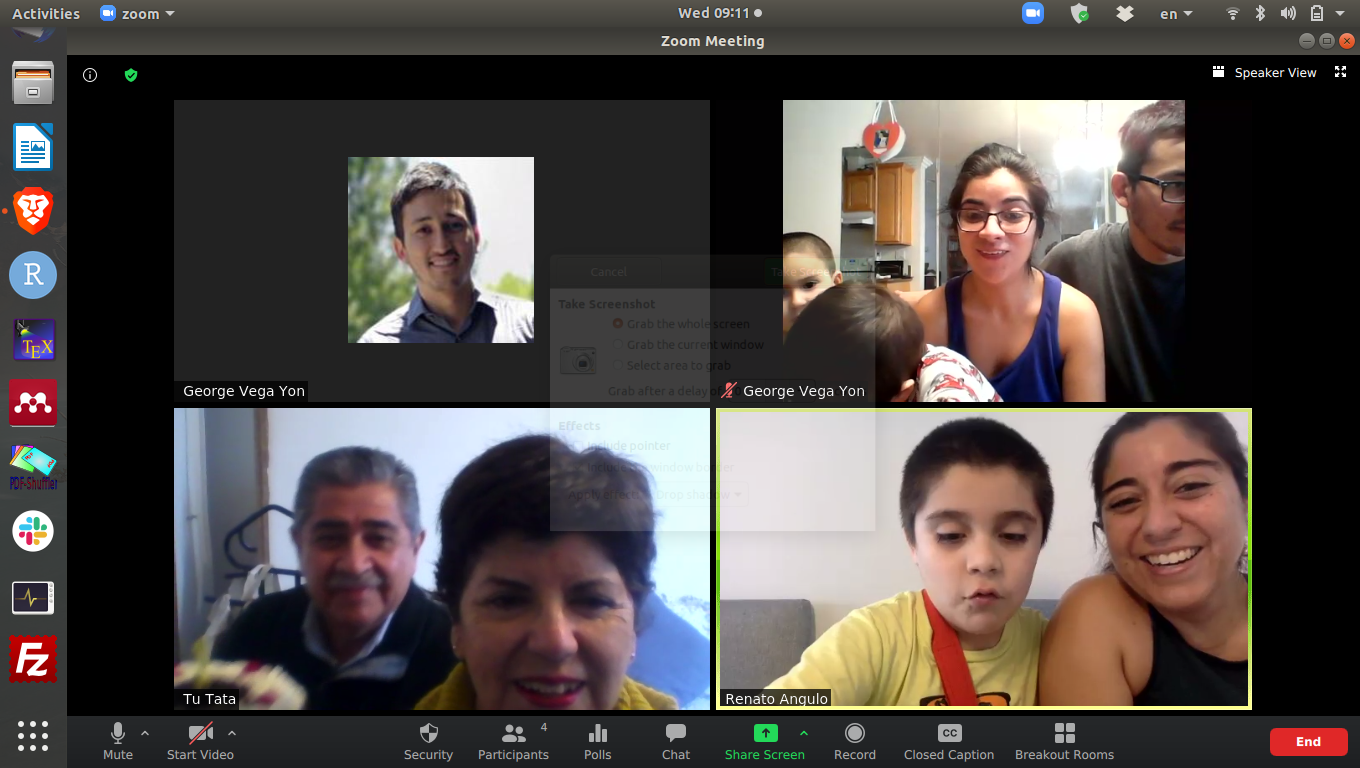 Activities
zoom
Wed 09:11
en
Zoom Meeting
Speaker View
Cancel
Take Screenshot
Grab the whole screen
Grab the current window
Select area to grab
Grab after a delay of
Effects
Include pointer
Include the window border
Apply effect:
Drop shadow
George Vega Yon
George Vega Yon
Tu Tata
Renato Angulo
R
TEX
PDF-Shuffler
FZ
Mute
Start Video
Security
4
Participants
Polls
Chat
Share Screen
Record
CC
Closed Caption
Breakout Rooms
End